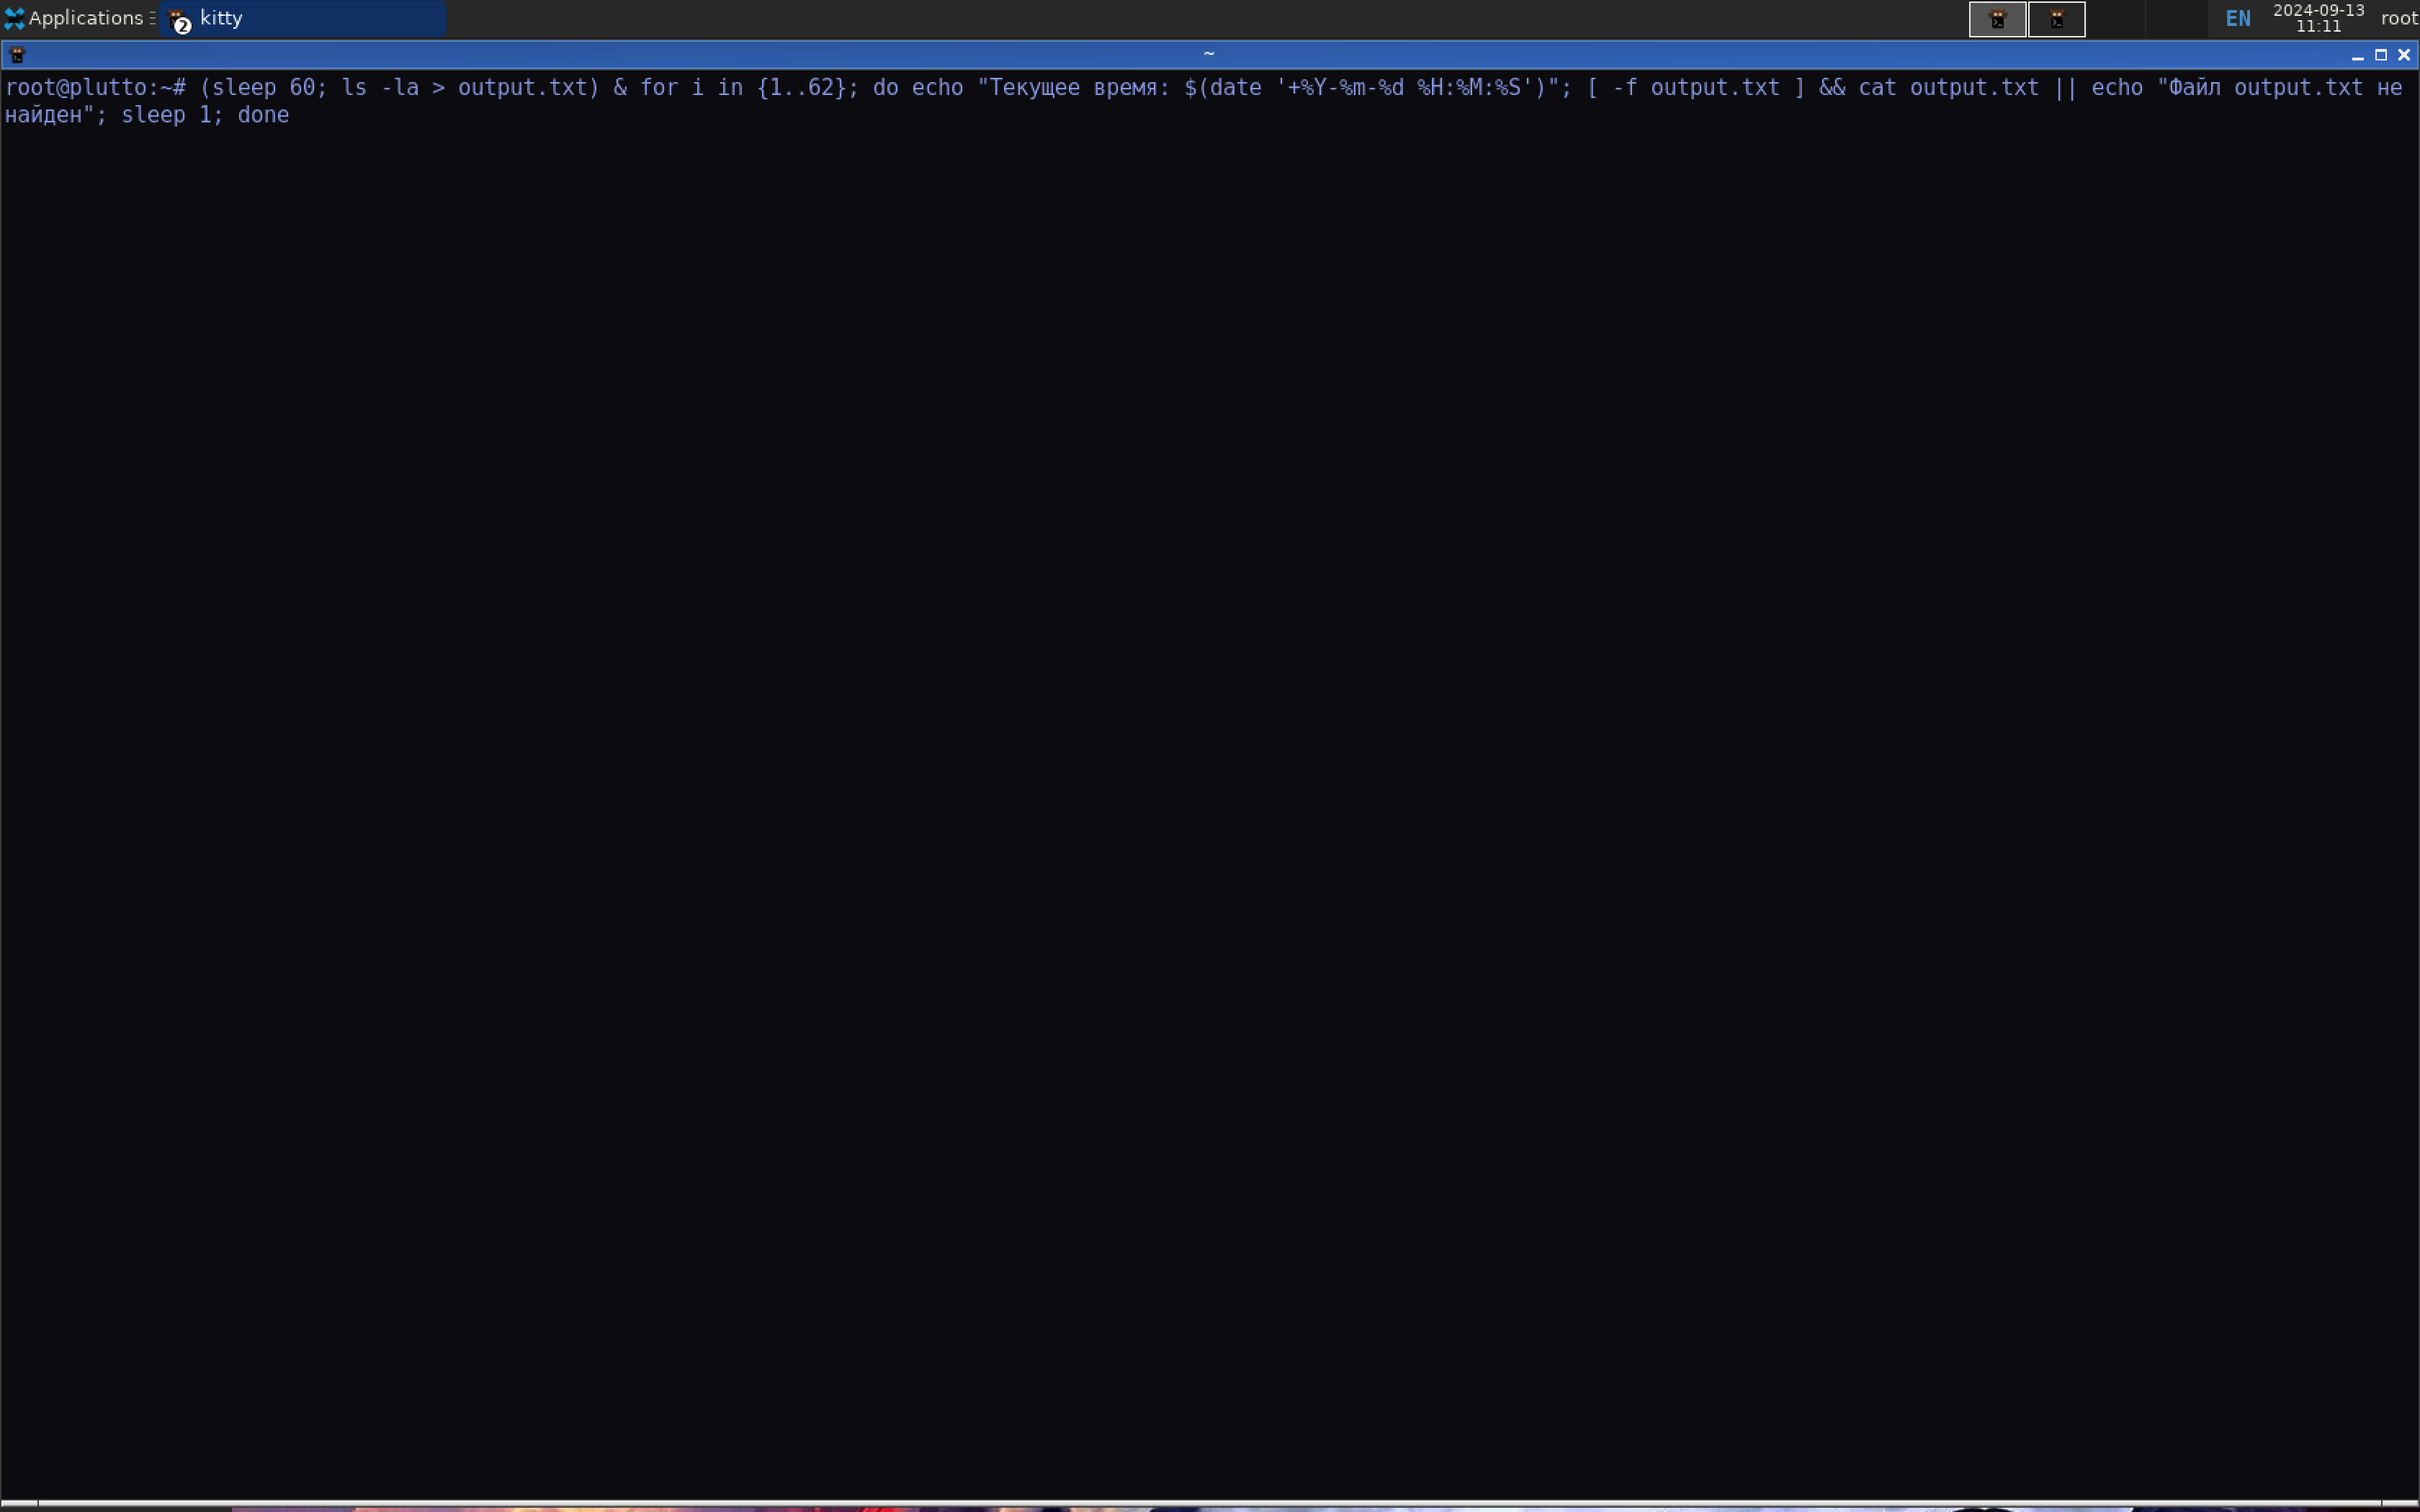 Applications
2
kitty
EN
2024-09-13
11:11
root
~
root@plutto:~# (sleep 60; ls -la > output.txt) & for i in {1..62}; do echo "Текущее время: $(date '+%Y-%m-%d %H:%M:%S')"; [ -f output.txt ] && cat output.txt || echo "Файл output.txt не
найден"; sleep 1; done